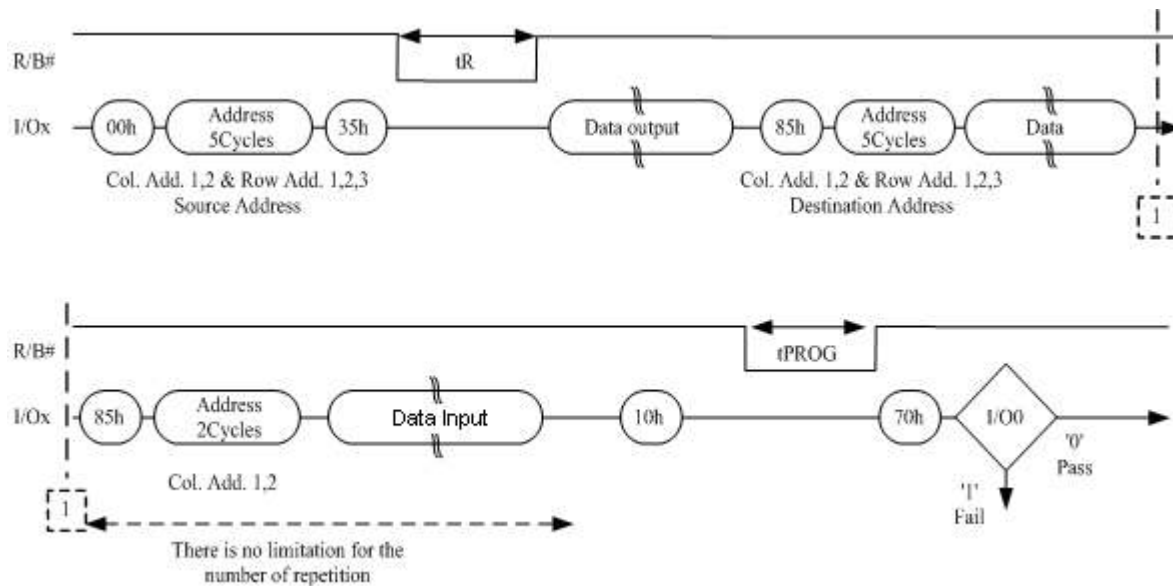 R/B#
tR
I/Ox
00h
Address
5Cycles
35h
Data output
85h
Address
5Cycles
Data
Col. Add. 1,2 & Row Add. 1,2,3
Source Address
Col. Add. 1,2 & Row Add. 1,2,3
Destination Address
1
R/B#
tPROG
I/Ox
85h
Address
2Cycles
Data Input
10h
70h
I/O0
'0'
Pass
Col. Add. 1,2
1
'1'
Fail
There is no limitation for the
number of repetition